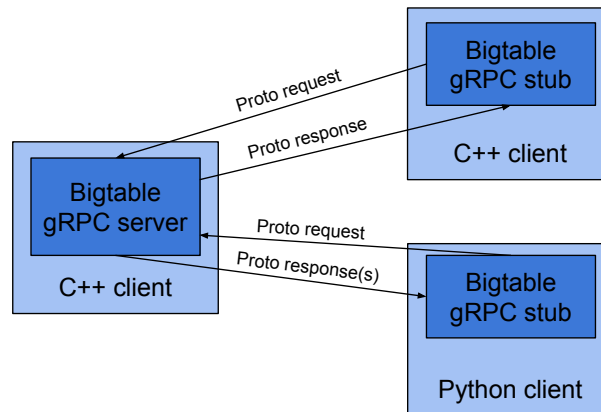 Bigtable
gRPC stub
C++ client
Proto request
Proto response
Bigtable
gRPC server
C++ client
Proto request
Proto response(s)
Bigtable
gRPC stub
Python client